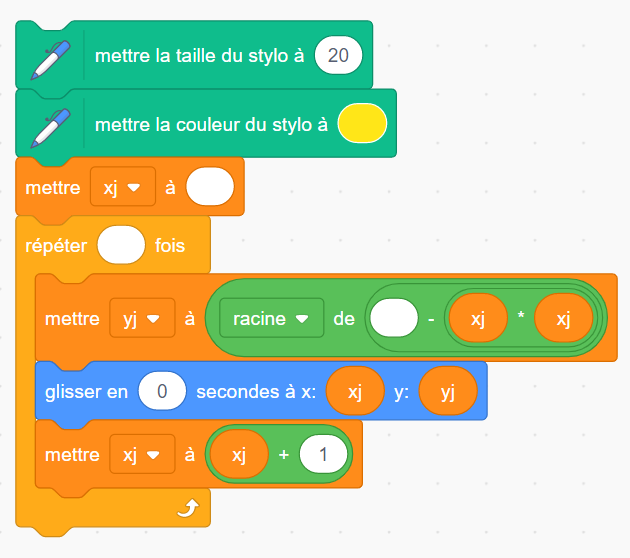 mettre la taille du stylo à 20
mettre la couleur du stylo à
mettre xj à
répéter fois
mettre yj à racine de - xj * xj
glisser en 0 secondes à x: xj y: yj
mettre xj à xj + 1